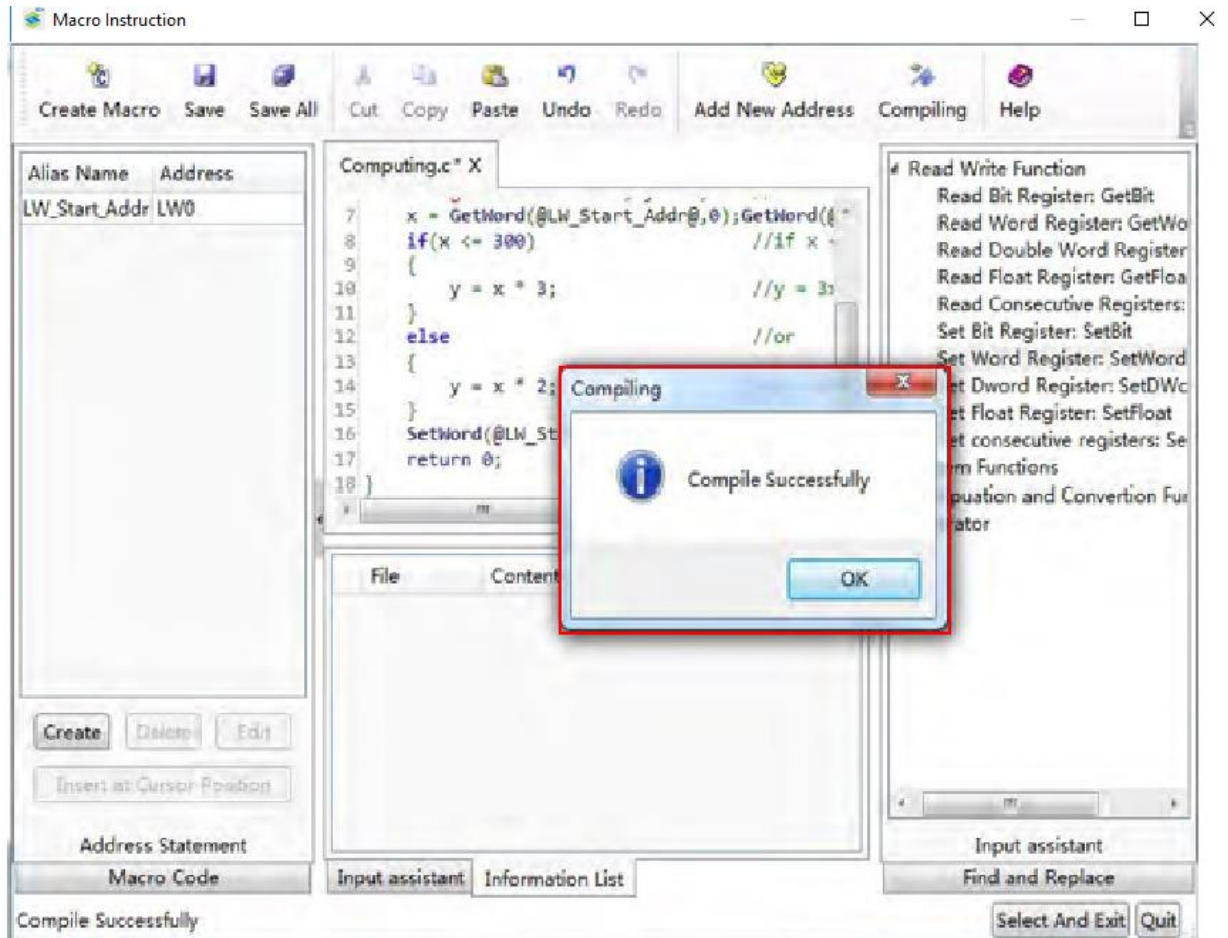 Macro Instruction
Create Macro Save Save All Cut Copy Paste Undo Redo Add New Address Compiling Help
Alias Name Address
LW_Start_Addr LW0
Create Delete Edit
Insert at Cursor Position
Address Statement
Macro Code
Computing.c* X
7 x = GetWord(@LW_Start_Addr@,0);GetWord(
8 if(x <= 300) //if x
9 {
10 y = x * 3; //y = 3
11 }
12 else //or
13 {
14 y = x * 2;
15 }
16 SetWord(@LW_St
17 return 0;
18 }
Compiling
Compile Successfully
OK
File Content
Input assistant Information List
Read Write Function
Read Bit Register: GetBit
Read Word Register: GetWo
Read Double Word Register
Read Float Register: GetFloa
Read Consecutive Registers:
Set Bit Register: SetBit
Set Word Register: SetWord
et Dword Register: SetDWo
et Float Register: SetFloat
et consecutive registers: Se
em Functions
puation and Convertion Fu
ator
Input assistant
Find and Replace
Compile Successfully
Select And Exit Quit